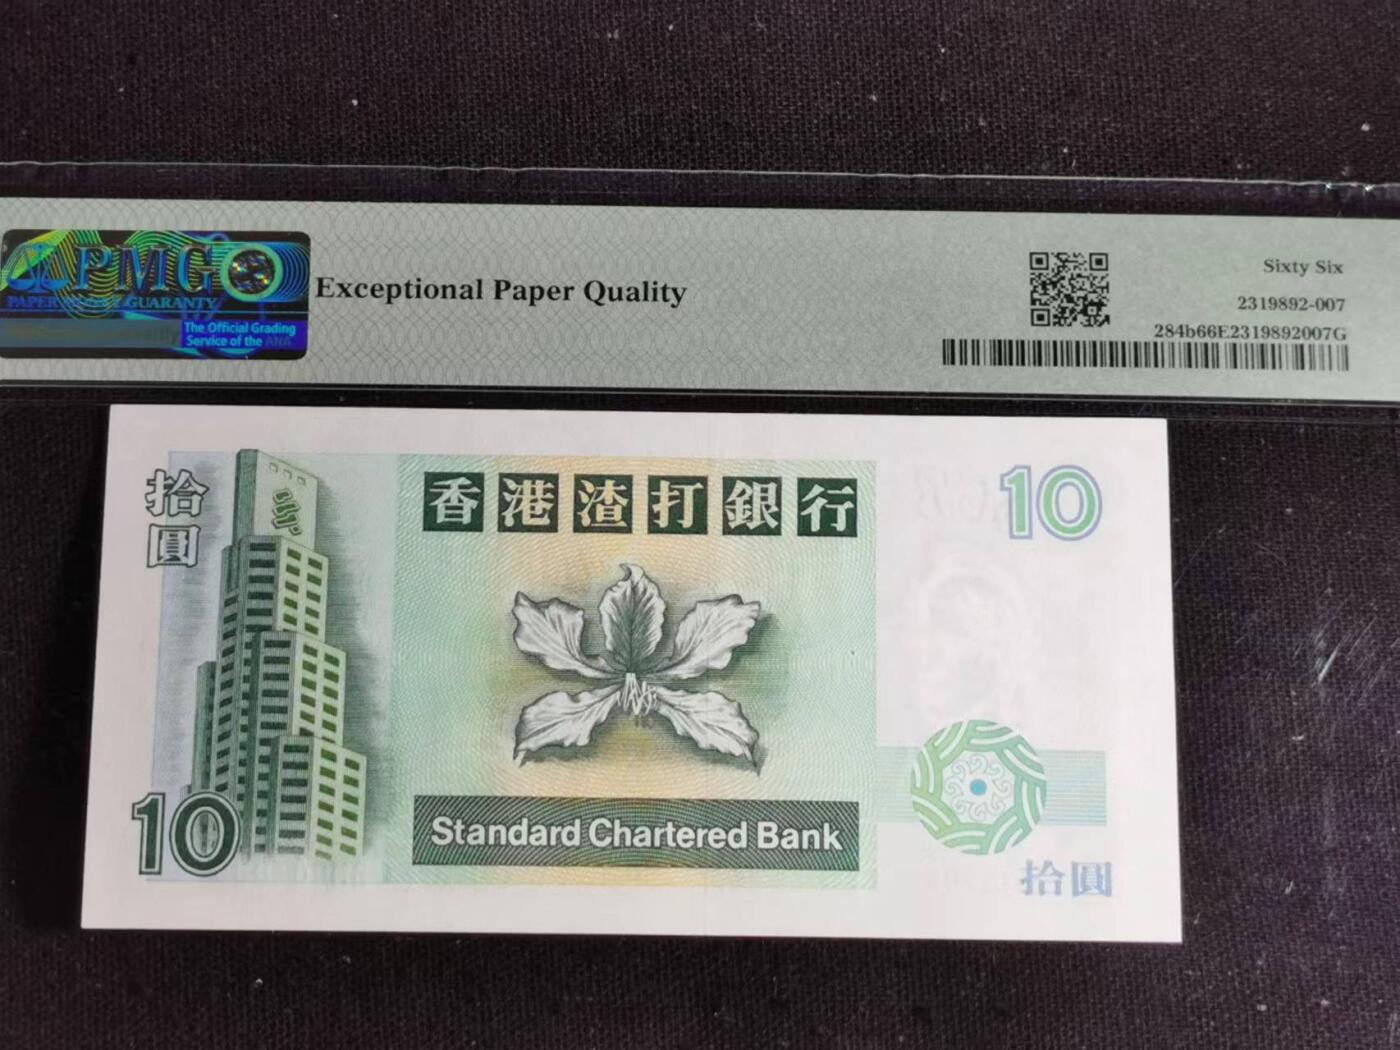 PMG
PAPER MONEY GUARANTY
The Official Grading
Service of the ANA
Exceptional Paper Quality
Sixty Six
2319892-007
284b66E2319892007G
拾圓
香港渣打銀行
10
10
Standard Chartered Bank
拾圓